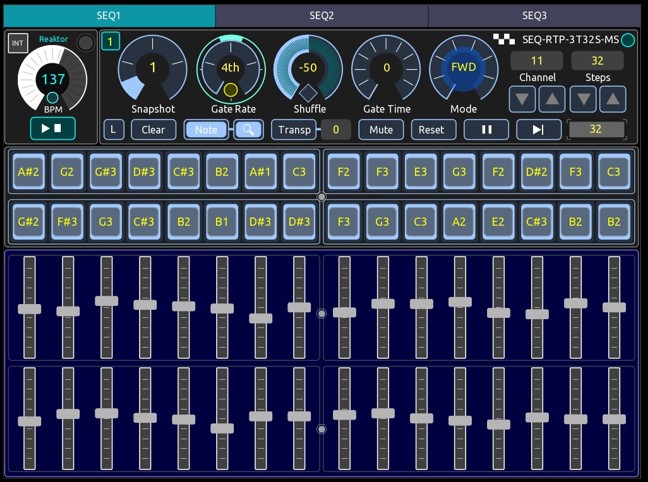 SEQ1 SEQ2 SEQ3
INT Reaktor 1 SEQ-RTP-3T32S-MS
137 1 4th -50 0 FWD 11 32
BPM Channel Steps
Snapshot Gate Rate Shuffle Gate Time Mode
L Clear Note Transp 0 Mute Reset 32
A#2 G2 G#3 D#3 C#3 B2 A#1 C3 F2 F3 E3 G3 F2 D#2 F3 C3
G#2 F#3 G3 C#3 B2 B1 D#3 D#3 F3 G3 C3 A2 E2 C#3 B2 B2